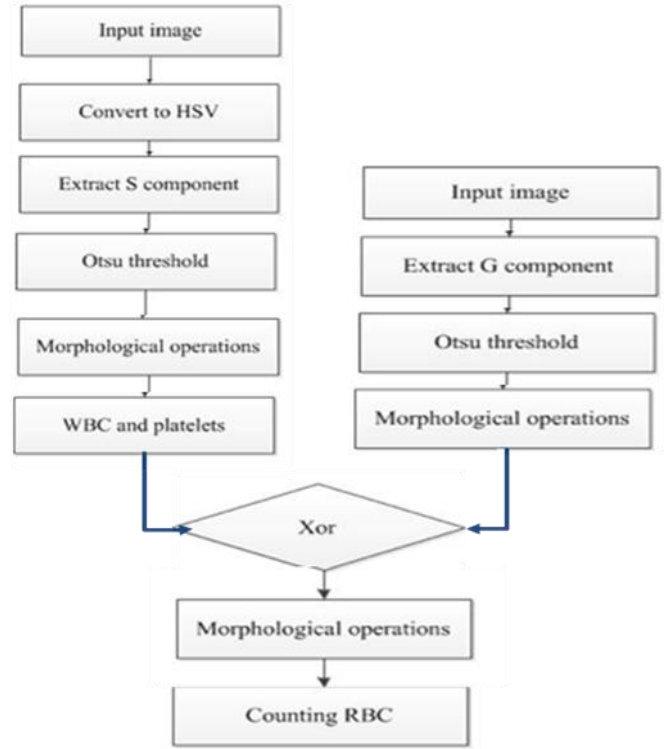 Input image
Convert to HSV
Extract S component
Otsu threshold
Morphological operations
WBC and platelets
Input image
Extract G component
Otsu threshold
Morphological operations
Xor
Morphological operations
Counting RBC